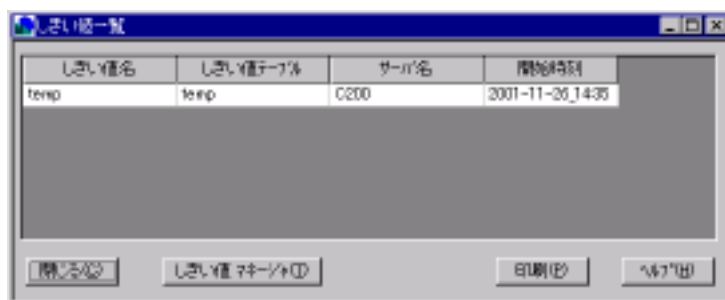 しきい値一覧
しきい値名 しきい値テーブル サーバ名 開始時刻
temp temp O200 2001-11-26_14:35
閉じる(C) しきい値マネージャ(T) 印刷(P) ヘルプ(H)